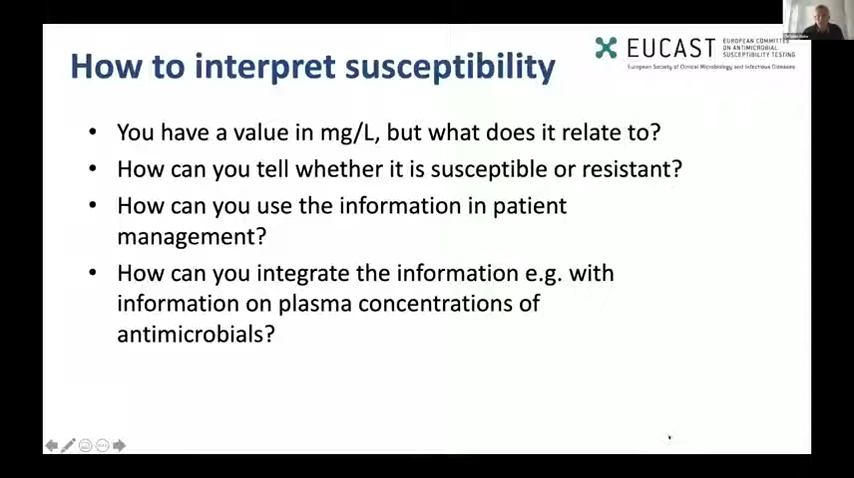 How to interpret susceptibility
EUCAST
EUROPEAN COMMITTEE
ON ANTIMICROBIAL
SUSCEPTIBILITY TESTING
European Society of Clinical Microbiology and Infectious Diseases
• You have a value in mg/L, but what does it relate to?
• How can you tell whether it is susceptible or resistant?
• How can you use the information in patient
management?
• How can you integrate the information e.g. with
information on plasma concentrations of
antimicrobials?